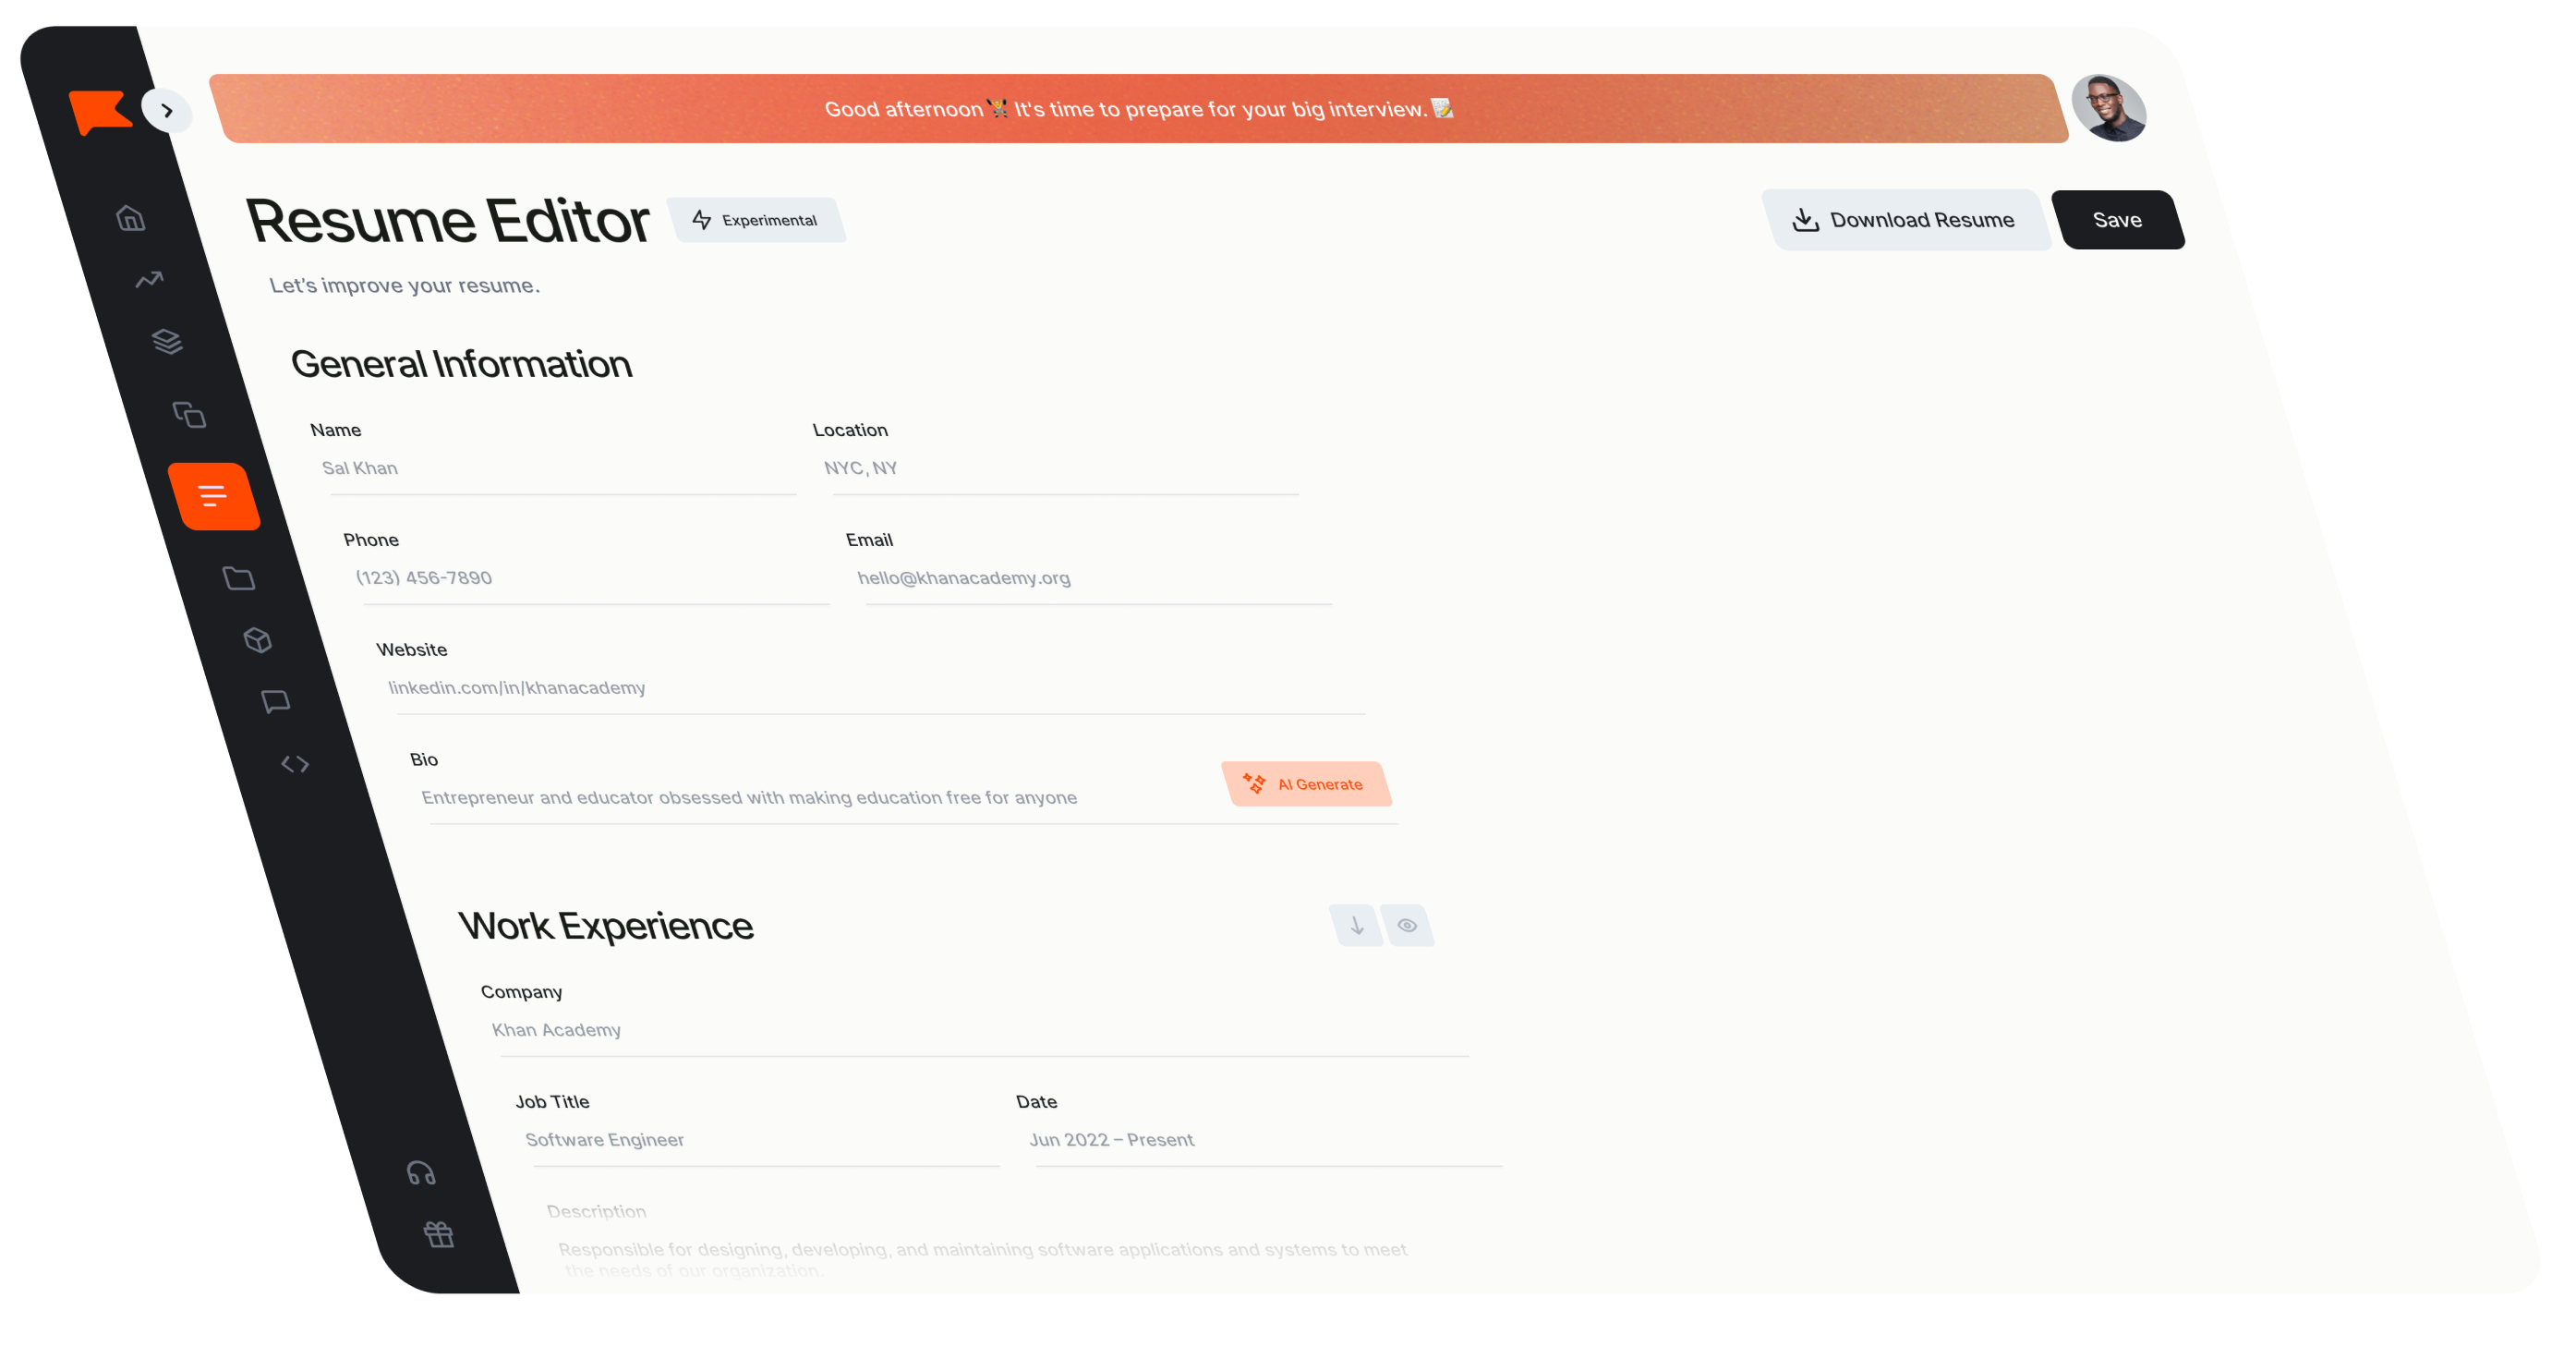 Good afternoon It's time to prepare for your big interview.
Resume Editor
Experimental
Download Resume
Save
Let's improve your resume.
General Information
Name
Location
Sal Khan
NYC, NY
Phone
Email
(123) 456-7890
hello@khanacademy.org
Website
linkedin.com/in/khanacademy
Bio
AI Generate
Entrepreneur and educator obsessed with making education free for anyone
Work Experience
Company
Khan Academy
Job Title
Date
Software Engineer
Jun 2022 – Present
Description
Responsible for designing, developing, and maintaining software applications and systems to meet
the needs of our organization.